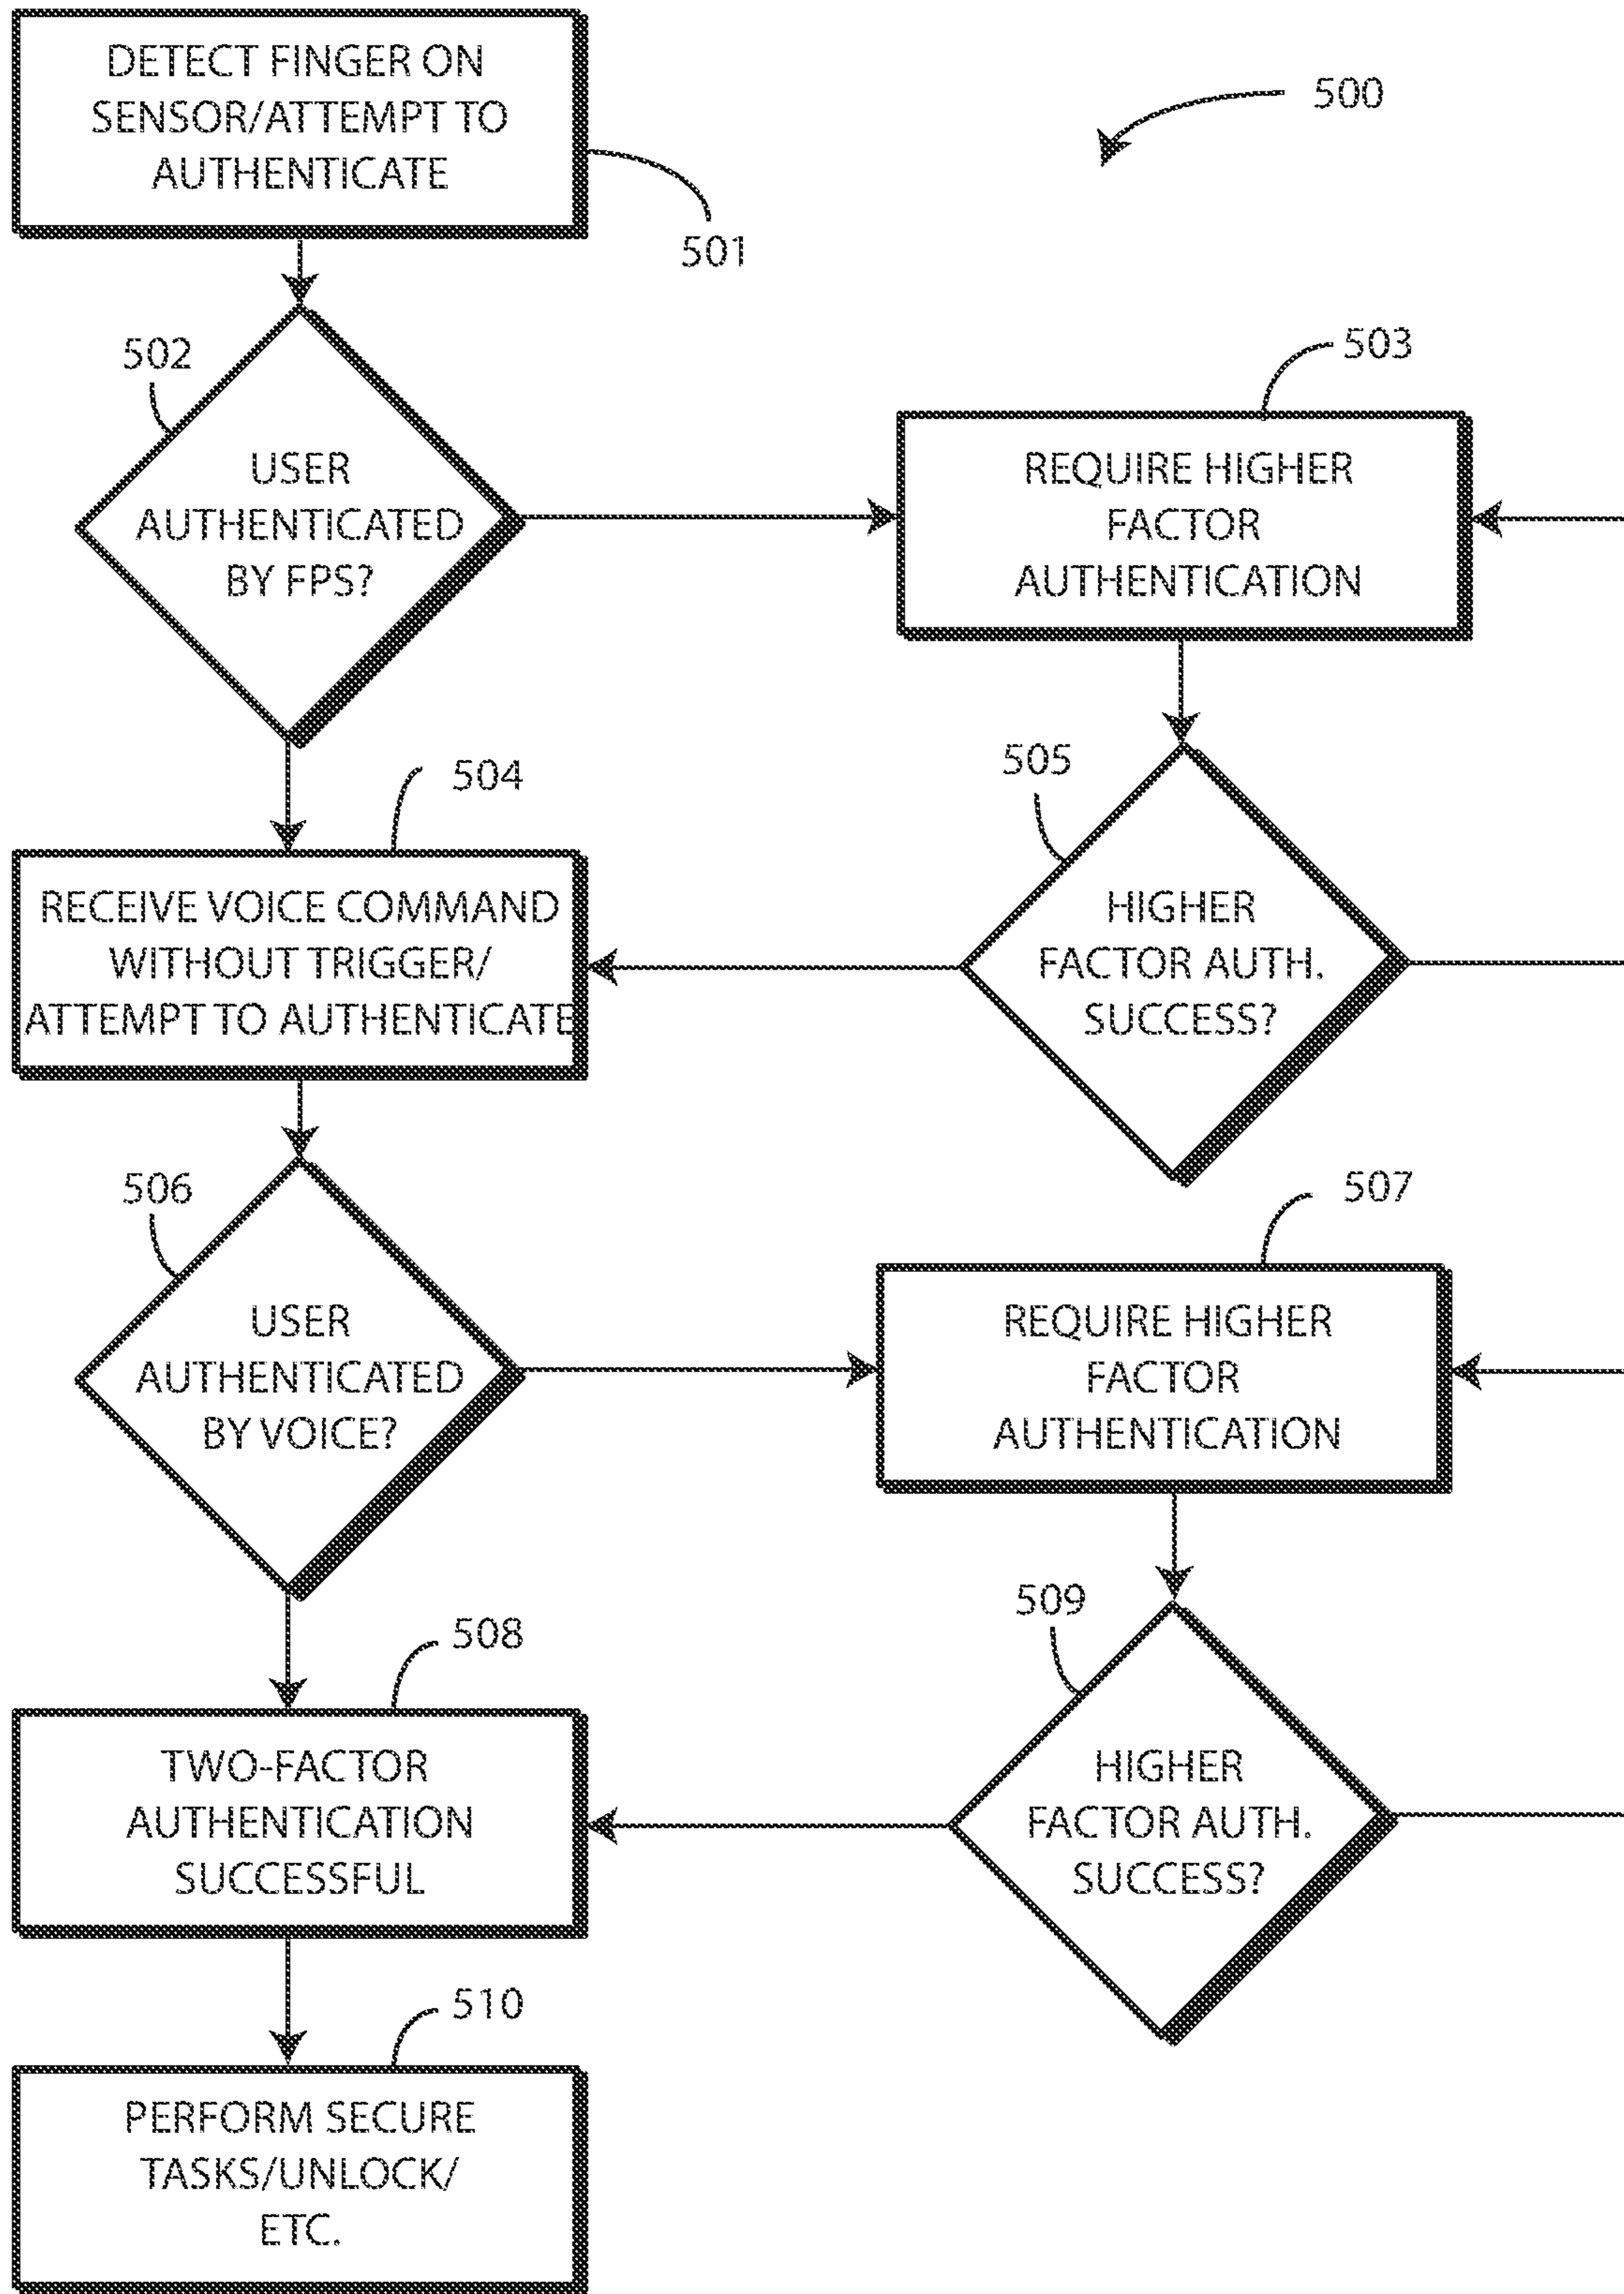 DETECT FINGER ON
SENSOR/ATTEMPT TO
AUTHENTICATE
500
501
502
503
USER
AUTHENTICATED
BY FPS?
REQUIRE HIGHER
FACTOR
AUTHENTICATION
504
505
RECEIVE VOICE COMMAND
WITHOUT TRIGGER/
ATTEMPT TO AUTHENTICATE
HIGHER
FACTOR AUTH.
SUCCESS?
506
507
USER
AUTHENTICATED
BY VOICE?
REQUIRE HIGHER
FACTOR
AUTHENTICATION
508
509
TWO-FACTOR
AUTHENTICATION
SUCCESSFUL
HIGHER
FACTOR AUTH.
SUCCESS?
510
PERFORM SECURE
TASKS/UNLOCK/
ETC.